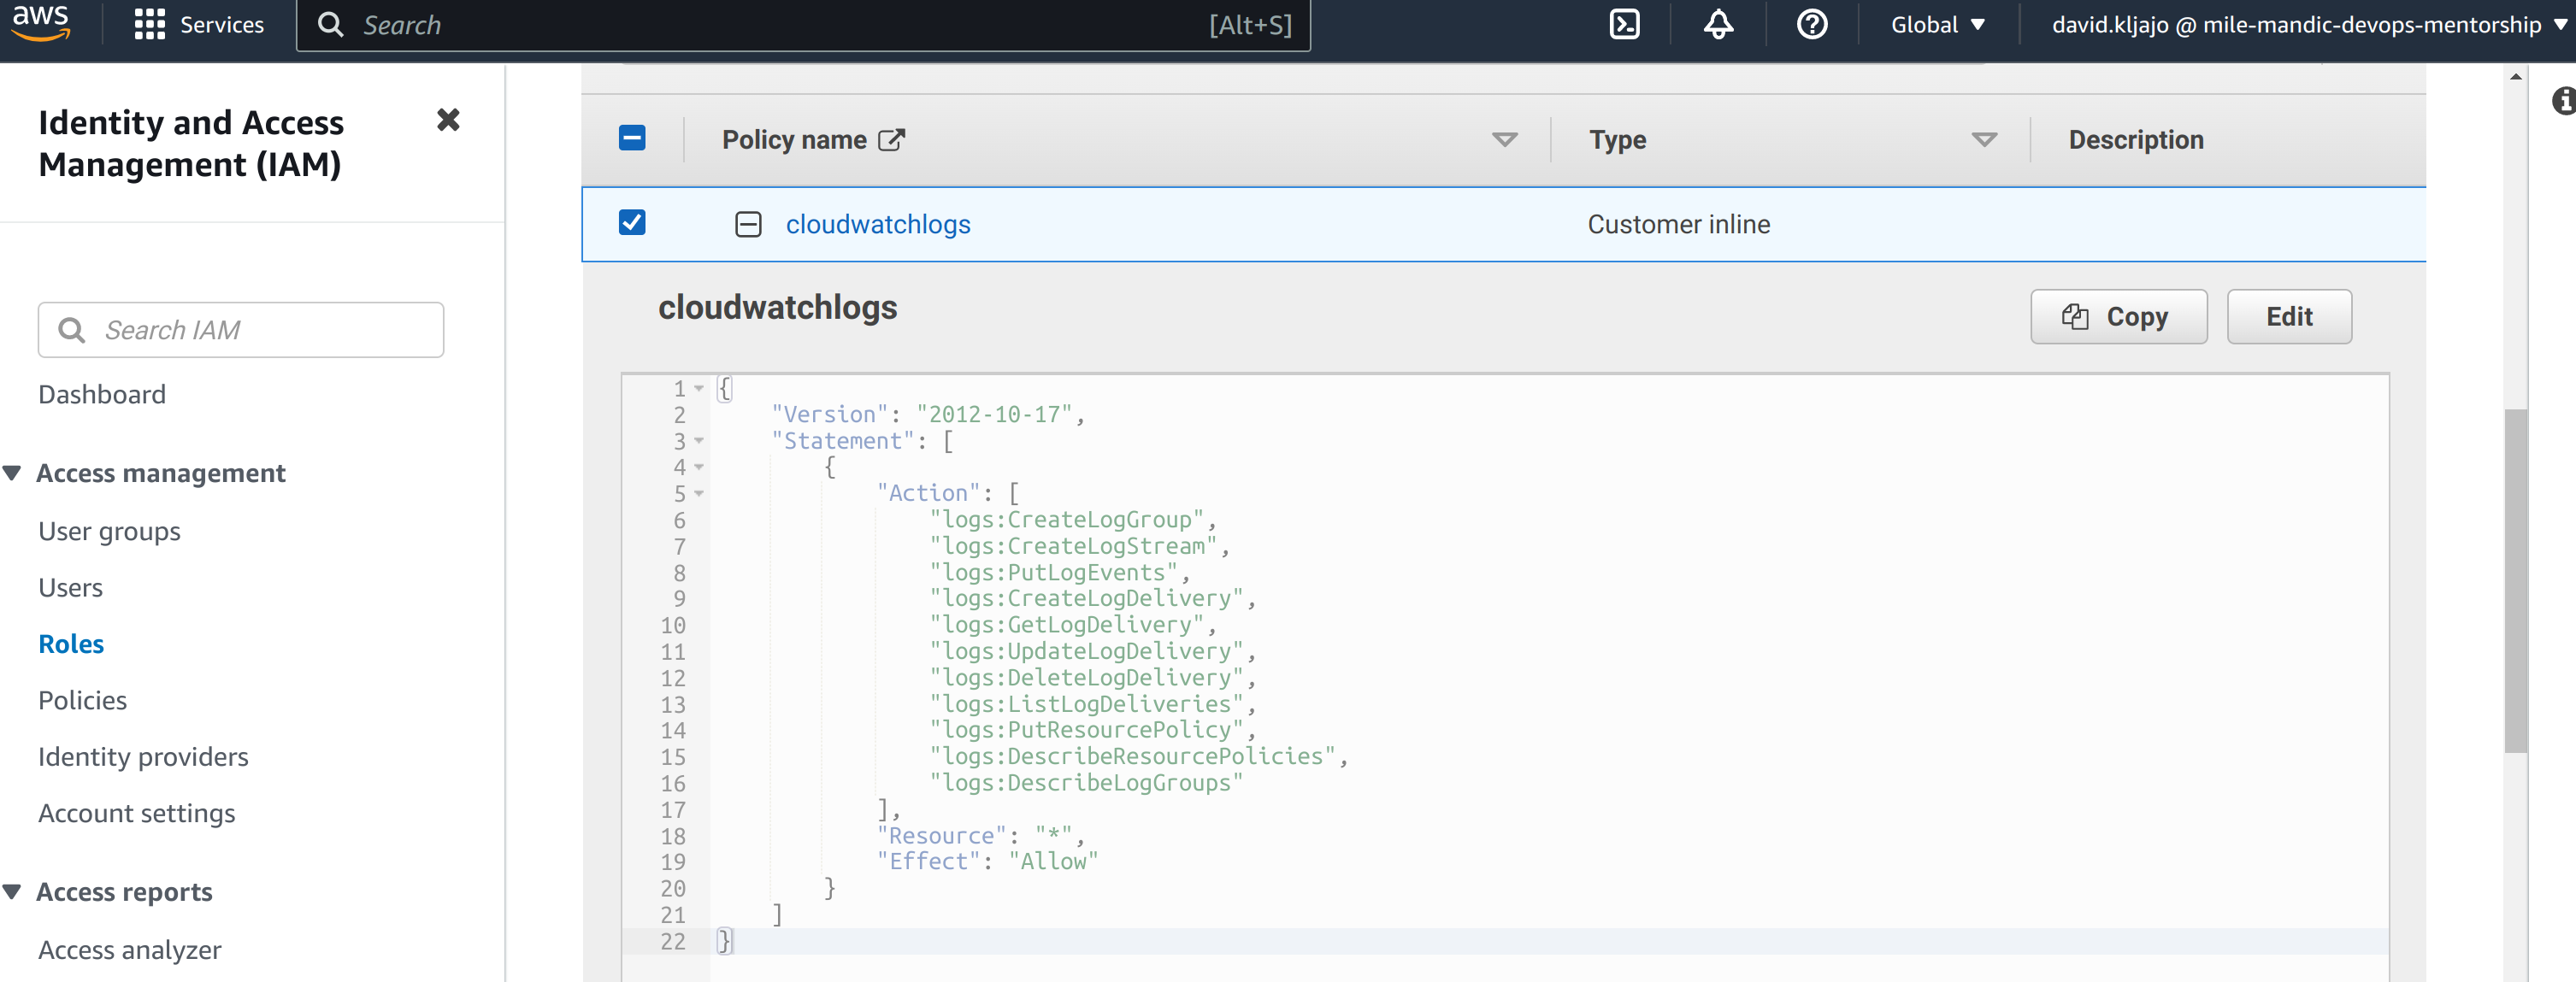 aws
Services
Search
[Alt+S]
Global
david.kljajo @ mile-mandic-devops-mentorship
Identity and Access
Management (IAM)
Search IAM
Dashboard
Access management
User groups
Users
Roles
Policies
Identity providers
Account settings
Access reports
Access analyzer
Policy name
Type
Description
cloudwatchlogs
Customer inline
cloudwatchlogs
Copy
Edit
1 {
2 "Version": "2012-10-17",
3 "Statement": [
4 {
5 "Action": [
6 "logs:CreateLogGroup",
7 "logs:CreateLogStream",
8 "logs:PutLogEvents",
9 "logs:CreateLogDelivery",
10 "logs:GetLogDelivery",
11 "logs:UpdateLogDelivery",
12 "logs:DeleteLogDelivery",
13 "logs:ListLogDeliveries",
14 "logs:PutResourcePolicy",
15 "logs:DescribeResourcePolicies",
16 "logs:DescribeLogGroups"
17 ],
18 "Resource": "*",
19 "Effect": "Allow"
20 }
21 ]
22 }